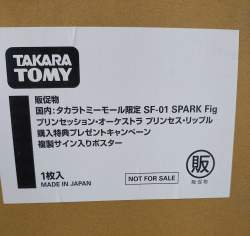 TAKARA
TOMY
販促物
国内:タカラトミーモール限定 SF-01 SPARK Fig
プリンセッション・オーケストラ プリンセス・リップル
購入特典プレゼントキャンペーン
複製サイン入りポスター
1枚入
MADE IN JAPAN
NOT FOR SALE
販
販促物